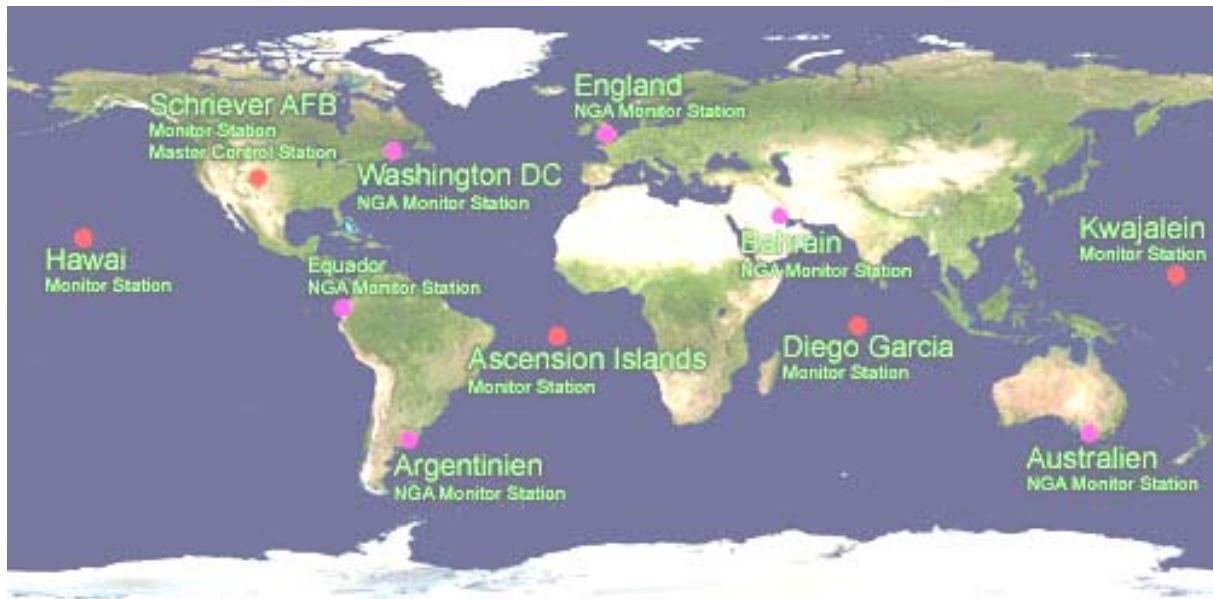 Schriever AFB
Monitor Station
Master Control Station
England
NGA Monitor Station
Washington DC
NGA Monitor Station
Hawai
Monitor Station
Equador
NGA Monitor Station
Bahrain
NGA Monitor Station
Kwajalein
Monitor Station
Ascension Islands
Monitor Station
Diego Garcia
Monitor Station
Argentinien
NGA Monitor Station
Australien
NGA Monitor Station